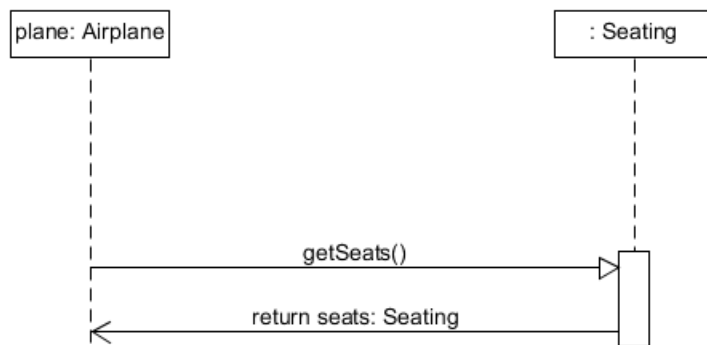 plane: Airplane
: Seating
getSeats()
return seats: Seating